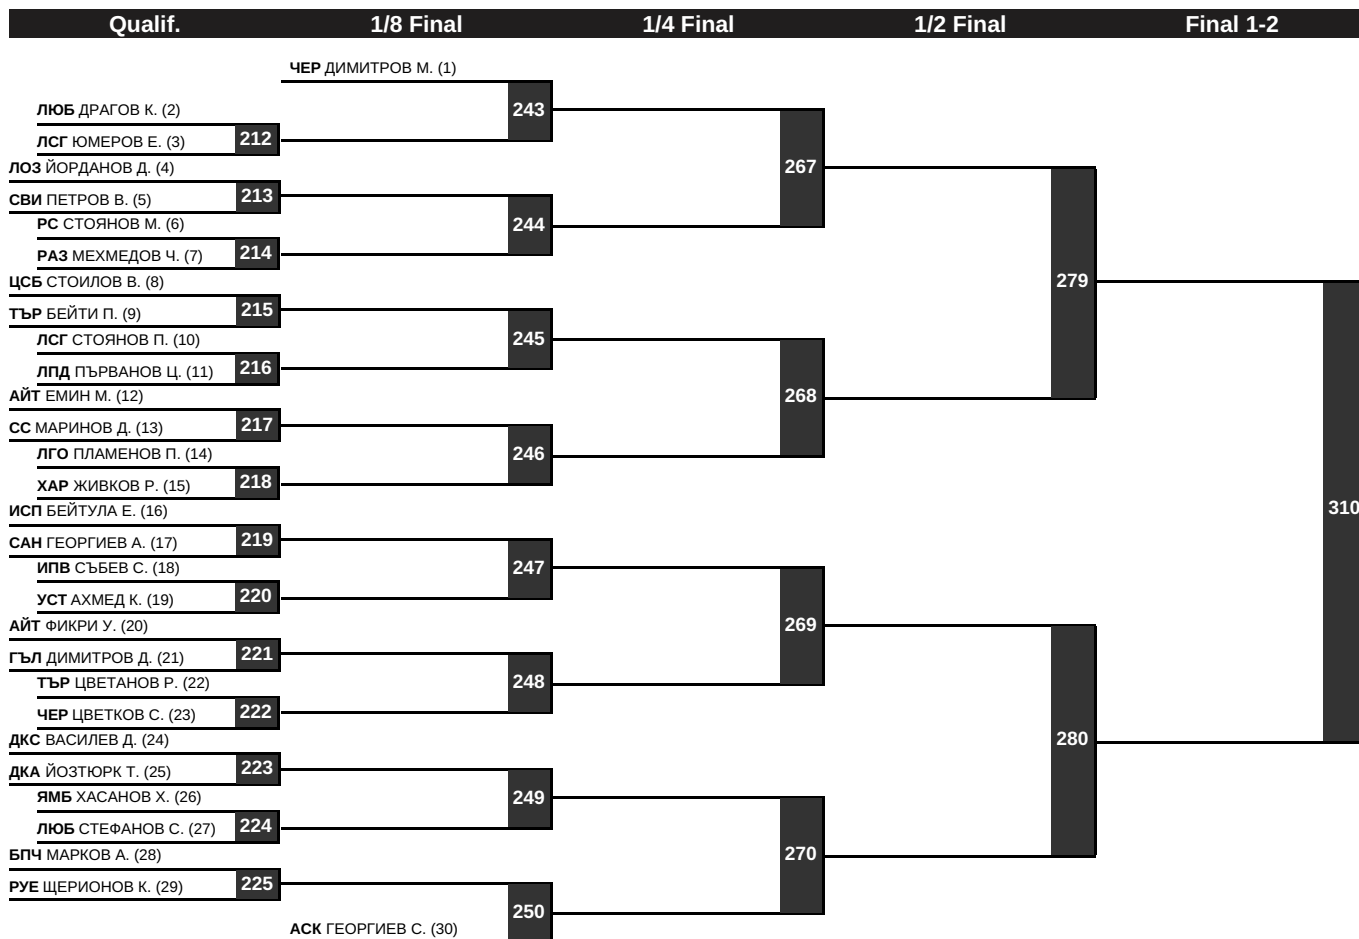 Qualif. 1/8 Final 1/4 Final 1/2 Final Final 1-2
ЧЕР ДИМИТРОВ М. (1)
243
ЛЮБ ДРАГОВ К. (2)
212
ЛСГ ЮМЕРОВ Е. (3)
267
ЛОЗ ЙОРДАНОВ Д. (4)
213
СВИ ПЕТРОВ В. (5)
244
РС СТОЯНОВ М. (6)
214
РАЗ МЕХМЕДОВ Ч. (7)
279
ЦСБ СТОИЛОВ В. (8)
215
ТЪР БЕЙТИ П. (9)
245
ЛСГ СТОЯНОВ П. (10)
216
ЛПД ПЪРВАНОВ Ц. (11)
268
АЙТ ЕМИН М. (12)
217
СС МАРИНОВ Д. (13)
246
ЛГО ПЛАМЕНОВ П. (14)
218
ХАР ЖИВКОВ Р. (15)
310
ИСП БЕЙТУЛА Е. (16)
219
САН ГЕОРГИЕВ А. (17)
247
ИПВ СЪБЕВ С. (18)
220
УСТ АХМЕД К. (19)
269
АЙТ ФИКРИ У. (20)
221
ГЪЛ ДИМИТРОВ Д. (21)
248
ТЪР ЦВЕТАНОВ Р. (22)
222
ЧЕР ЦВЕТКОВ С. (23)
280
ДКС ВАСИЛЕВ Д. (24)
223
ДКА ЙОЗТЮРК Т. (25)
249
ЯМБ ХАСАНОВ Х. (26)
224
ЛЮБ СТЕФАНОВ С. (27)
270
БПЧ МАРКОВ А. (28)
225
РУЕ ЩЕРИОНОВ К. (29)
250
АСК ГЕОРГИЕВ С. (30)